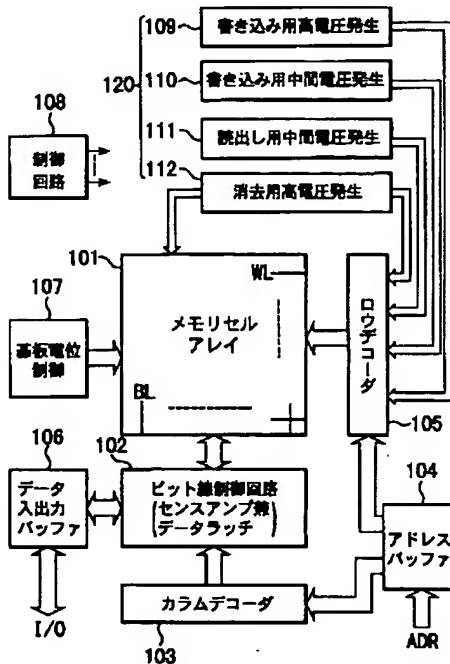 109
書き込み用高電圧発生
120
110
書き込み用中間電圧発生
108
111
読出し用中間電圧発生
制御
回路
112
消去用高電圧発生
101
WL
107
メモリセル
アレイ
ロウデコーダ
基板電位
制御
BL
105
106
102
104
データ
入出力
バッファ
ビット線制御回路
(センスアンプ兼
データラッチ)
アドレス
バッファ
カラムデコーダ
I/O
103
ADR